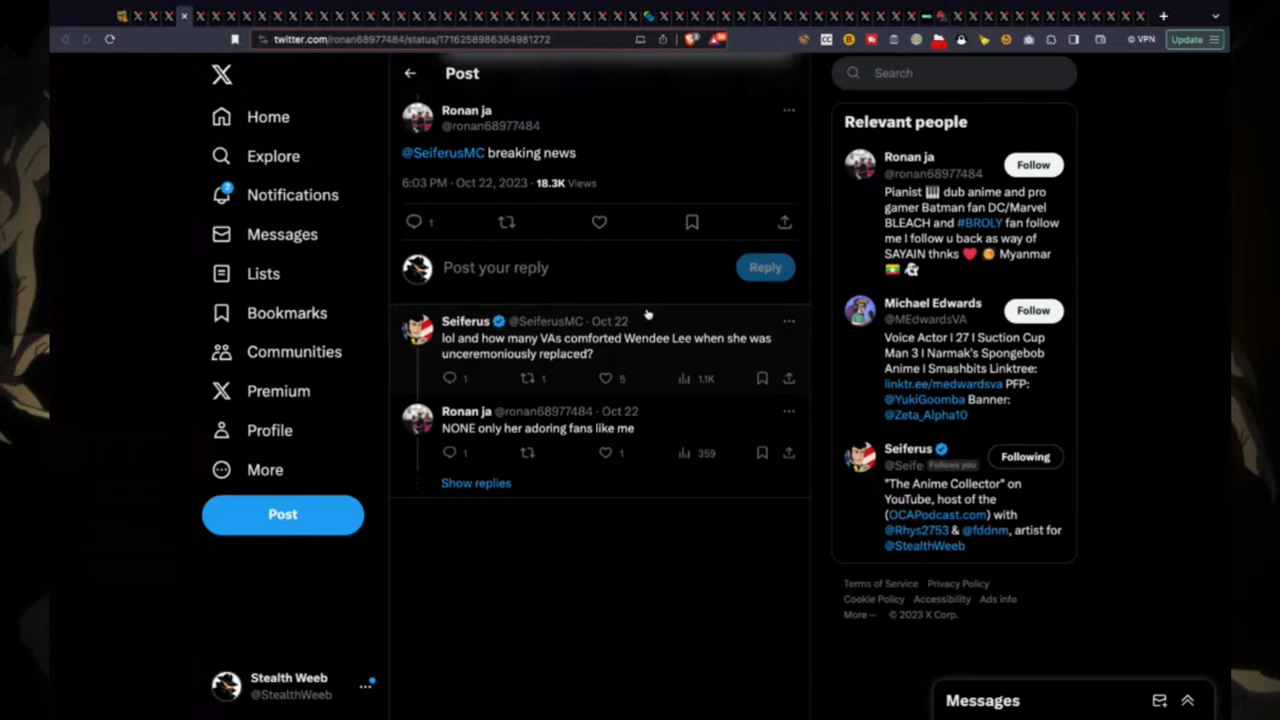 twitter.com/ronan68977484/status/1716258986364981272
VPN
Update
Home
Explore
2
Notifications
Messages
Lists
Bookmarks
Communities
Premium
Profile
More
Post
Stealth Weeb
@StealthWeeb
Post
Ronan ja
@ronan68977484
@SeiferusMC breaking news
6:03 PM · Oct 22, 2023 · 18.3K Views
1
Post your reply
Reply
Seiferus @SeiferusMC · Oct 22
lol and how many VAs comforted Wendee Lee when she was
unceremoniously replaced?
1 1 5 1.1K
Ronan ja @ronan68977484 · Oct 22
NONE only her adoring fans like me
1 1 359
Show replies
Search
Relevant people
Ronan ja
@ronan68977484
Follow
Pianist 🎹 dub anime and pro
gamer Batman fan DC/Marvel
BLEACH and #BROLY fan follow
me I follow u back as way of
SAYAIN thnks Myanmar
Michael Edwards
@MEdwardsVA
Follow
Voice Actor | 27 | Suction Cup
Man 3 | Narmak's Spongebob
Anime | Smashbits Linktree:
linktr.ee/medwardsva PFP:
@YukiGoomba Banner:
@Zeta_Alpha10
Seiferus
@Seife Follows you
Following
"The Anime Collector" on
YouTube, host of the
(OCAPodcast.com) with
@Rhys2753 & @fddnm, artist for
@StealthWeeb
Terms of Service Privacy Policy
Cookie Policy Accessibility Ads info
More ··· © 2023 X Corp.
Messages